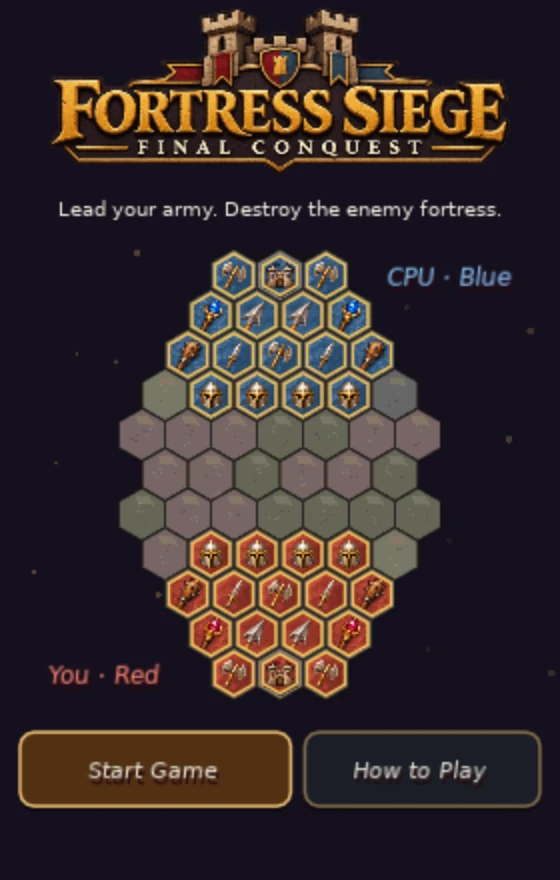 FORTRESS SIEGE
FINAL CONQUEST
Lead your army. Destroy the enemy fortress.
CPU · Blue
You · Red
Start Game
How to Play